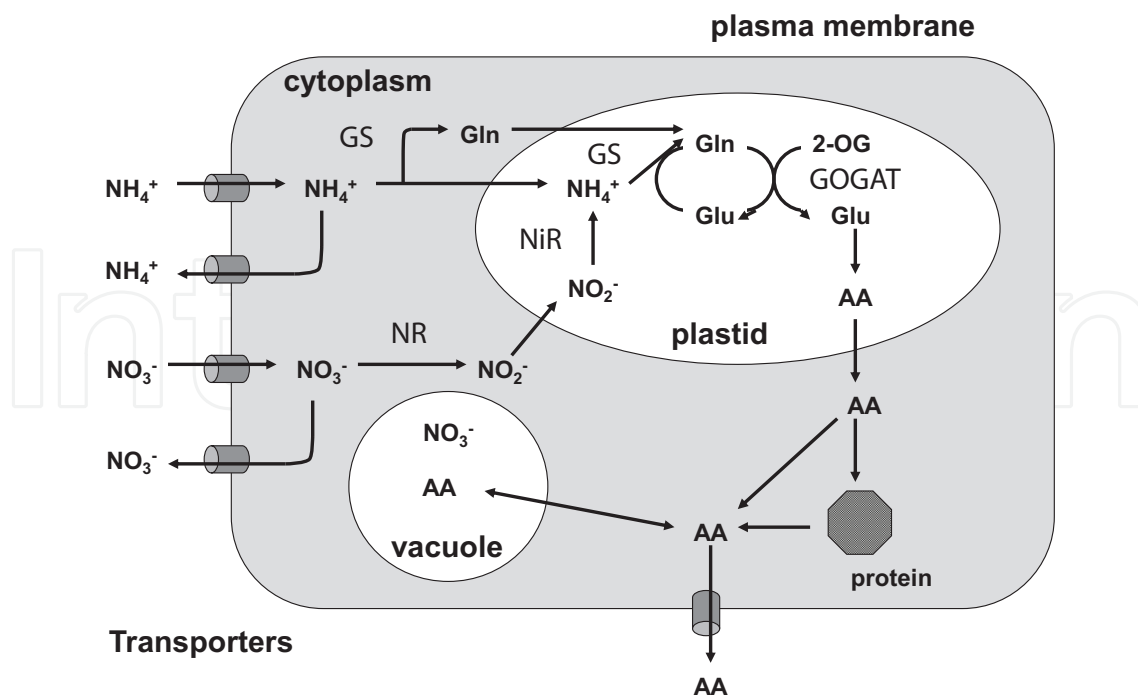 plasma membrane
cytoplasm
GS Gln Gln 2-OG
GS
NH₄⁺ NH₄⁺ NH₄⁺ GOGAT
Glu Glu
NiR
NH₄⁺
NO₂⁻ AA
NR plastid
NO₃⁻ NO₃⁻ NO₂⁻
AA
NO₃⁻
NO₃⁻
AA
AA
vacuole
protein
Transporters
AA